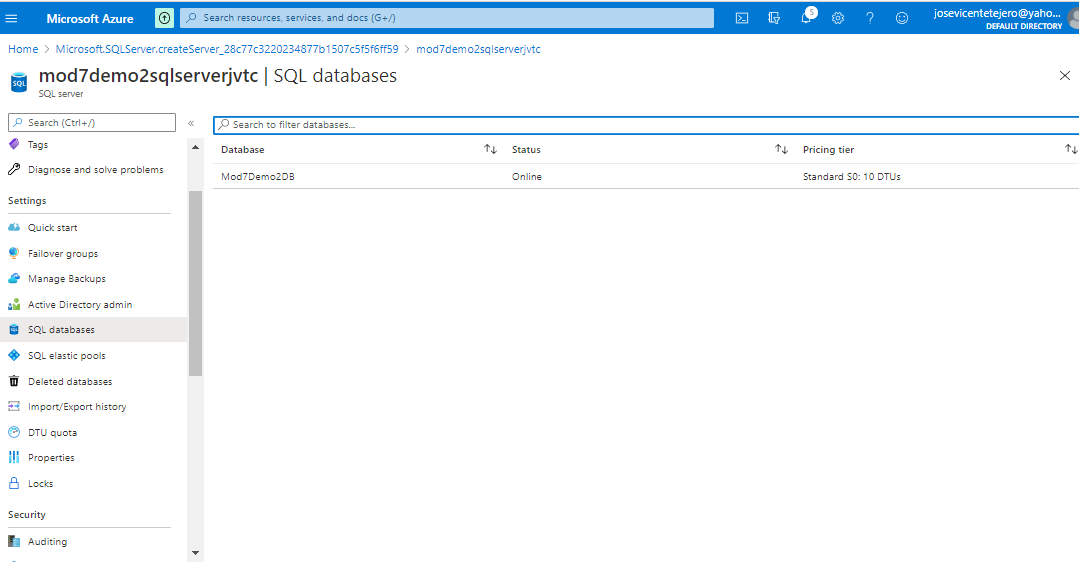 Microsoft Azure
Search resources, services, and docs (G+/)
5
josevicentetejero@yaho...
DEFAULT DIRECTORY
Home > Microsoft.SQLServer.createServer_28c77c3220234877b1507c5f5f6ff59 > mod7demo2sqlserverjvtc
SQL
mod7demo2sqlserverjvtc | SQL databases
SQL server
Search (Ctrl+/)
«
Search to filter databases...
Tags
Diagnose and solve problems
Settings
Quick start
Failover groups
Manage Backups
Active Directory admin
SQL databases
SQL elastic pools
Deleted databases
Import/Export history
DTU quota
Properties
Locks
Security
Auditing
Database Status Pricing tier
Mod7Demo2DB Online Standard S0: 10 DTUs